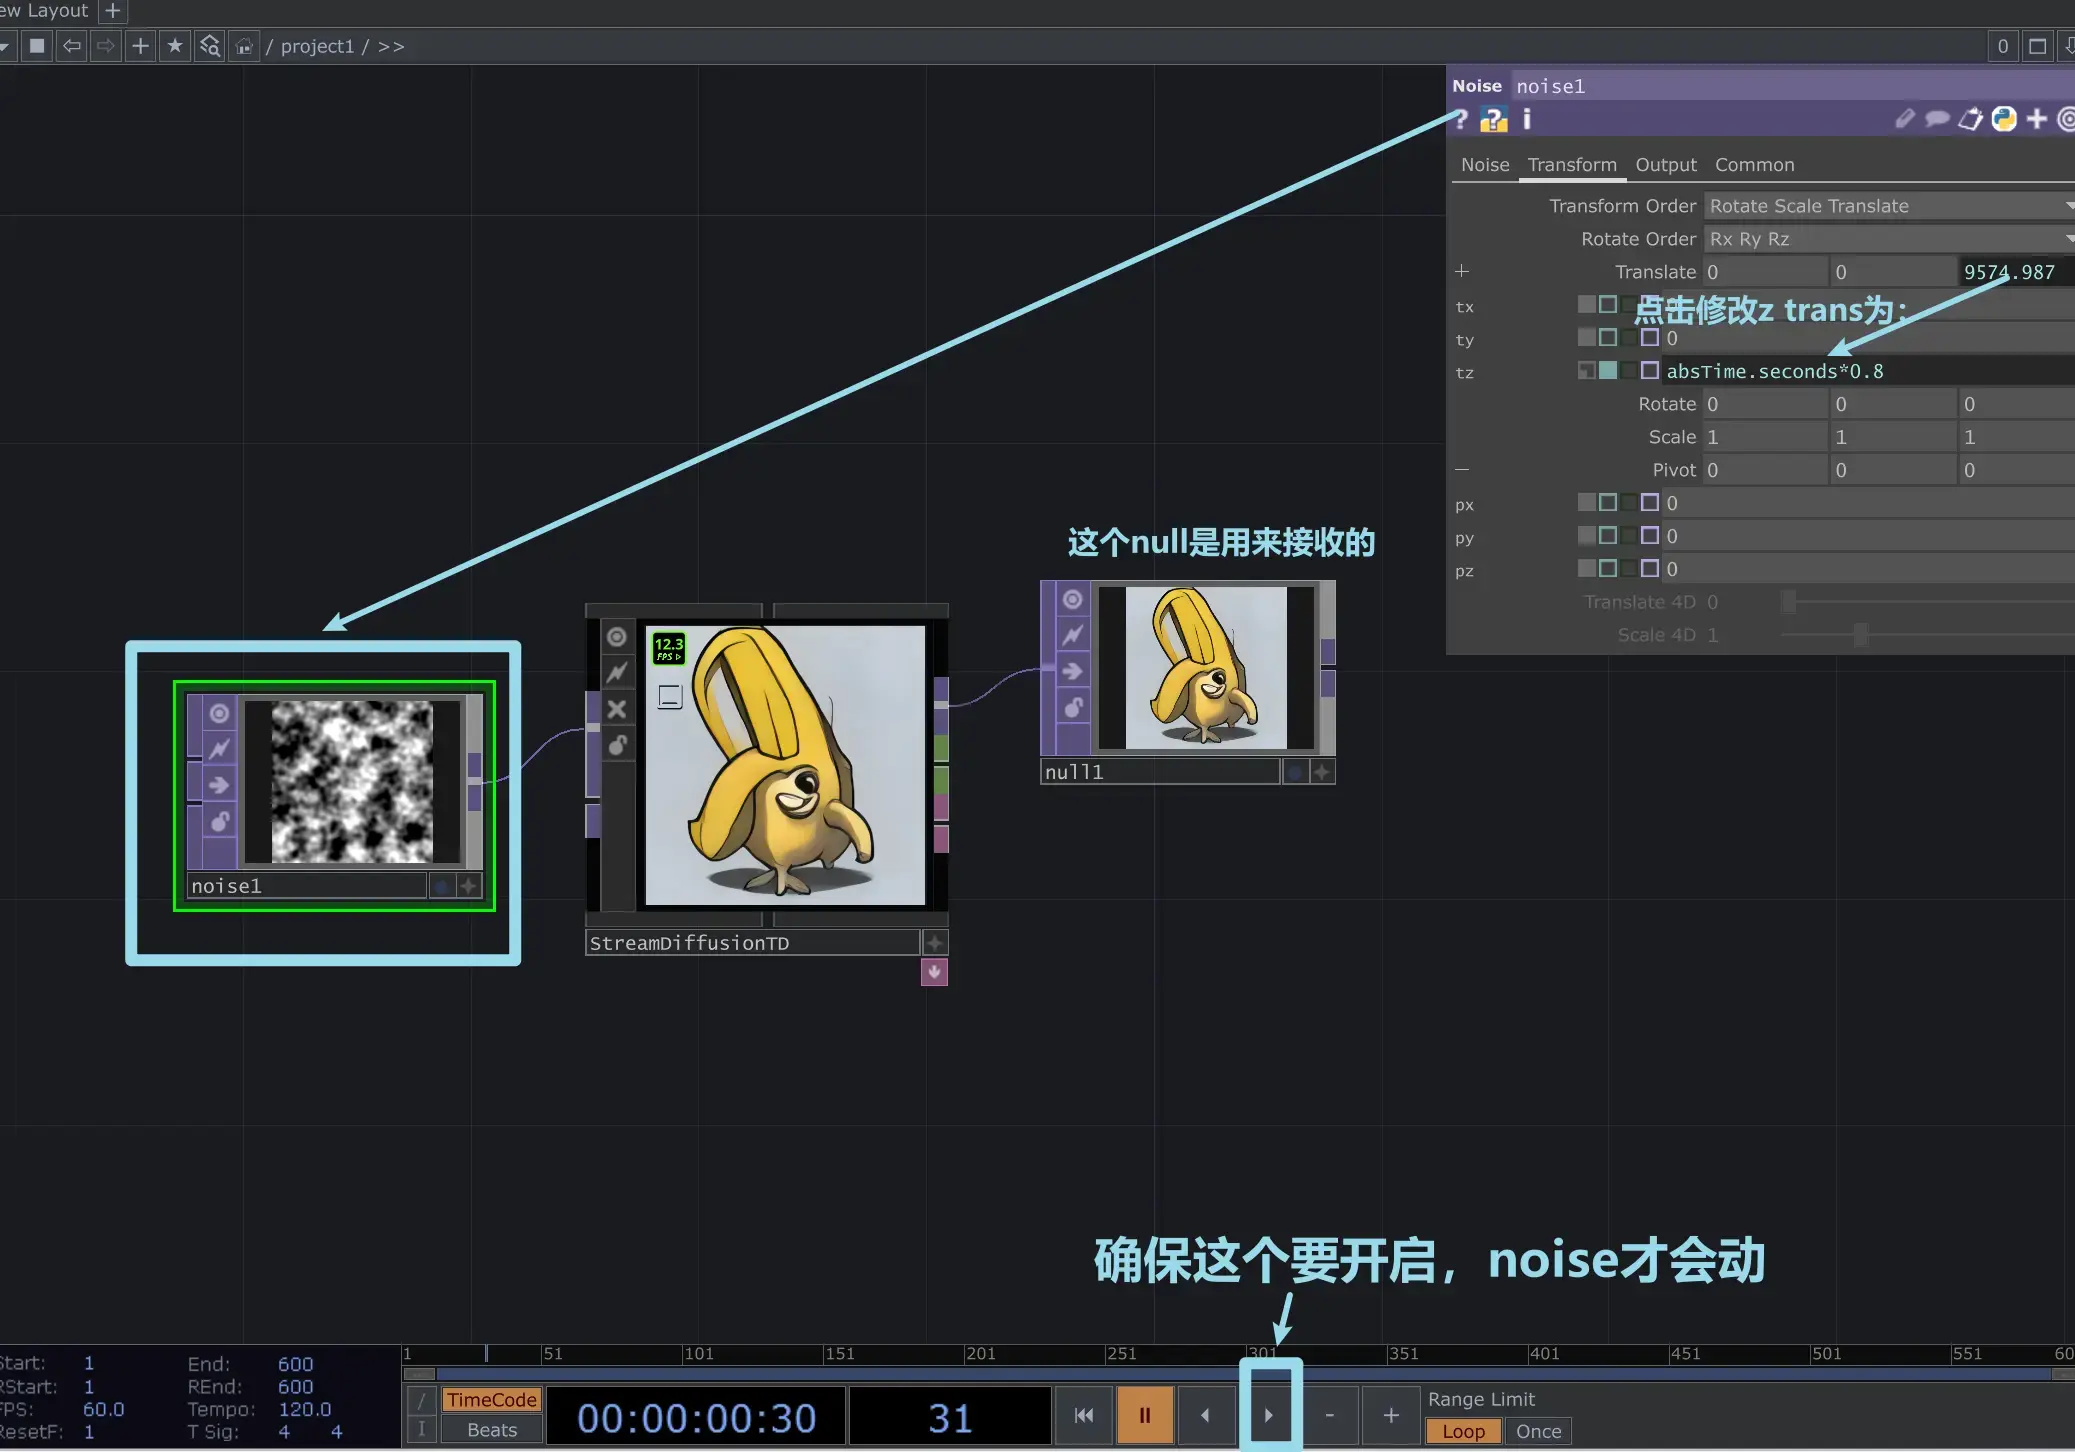 ew Layout +
/ project1 / >>
0
Noise noise1
? ? i
Noise Transform Output Common
Transform Order Rotate Scale Translate
Rotate Order Rx Ry Rz
+ Translate 0 0 9574.987
tx
点击修改z trans为：
ty 0
tz absTime.seconds*0.8
Rotate 0 0 0
Scale 1 1 1
Pivot 0 0 0
px 0
py 0
pz 0
Translate 4D 0
Scale 4D 1
这个null是用来接收的
12.3
FPS
null1
noise1
StreamDiffusionTD
确保这个要开启，noise才会动
1 51 101 151 201 251 301 351 401 451 501 551 60
Start: 1 End: 600
RStart: 1 REnd: 600
FPS: 60.0 Tempo: 120.0
ResetF: 1 T Sig: 4 4
/ TimeCode
I Beats
00:00:00:30
31
- +
Range Limit
Loop Once